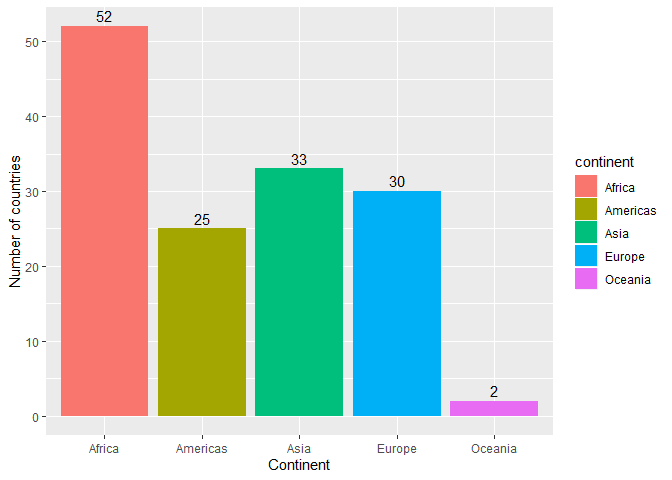 52
25
33
30
2
50
40
30
20
10
0
Number of countries
Africa Americas Asia Europe Oceania
Continent
continent
Africa
Americas
Asia
Europe
Oceania